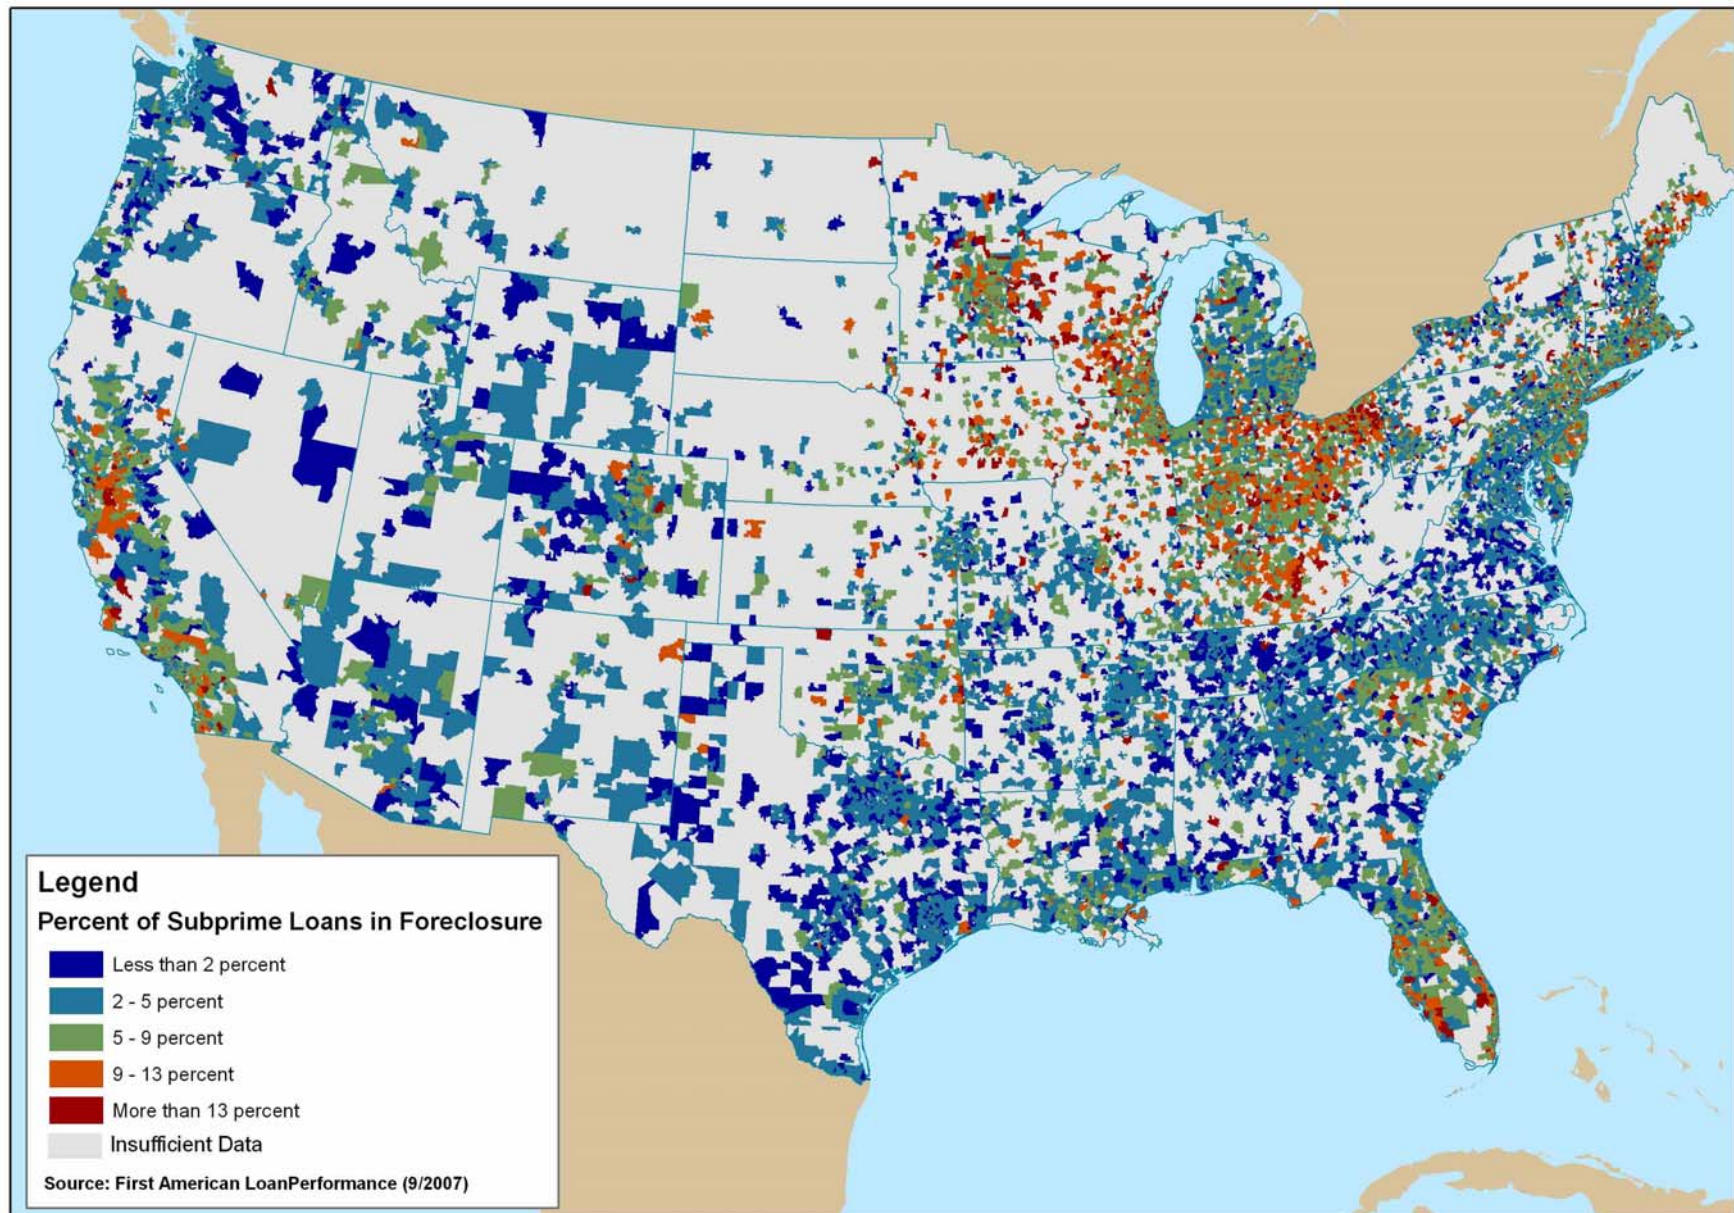 Legend
Percent of Subprime Loans in Foreclosure
Less than 2 percent
2 - 5 percent
5 - 9 percent
9 - 13 percent
More than 13 percent
Insufficient Data
Source: First American LoanPerformance (9/2007)